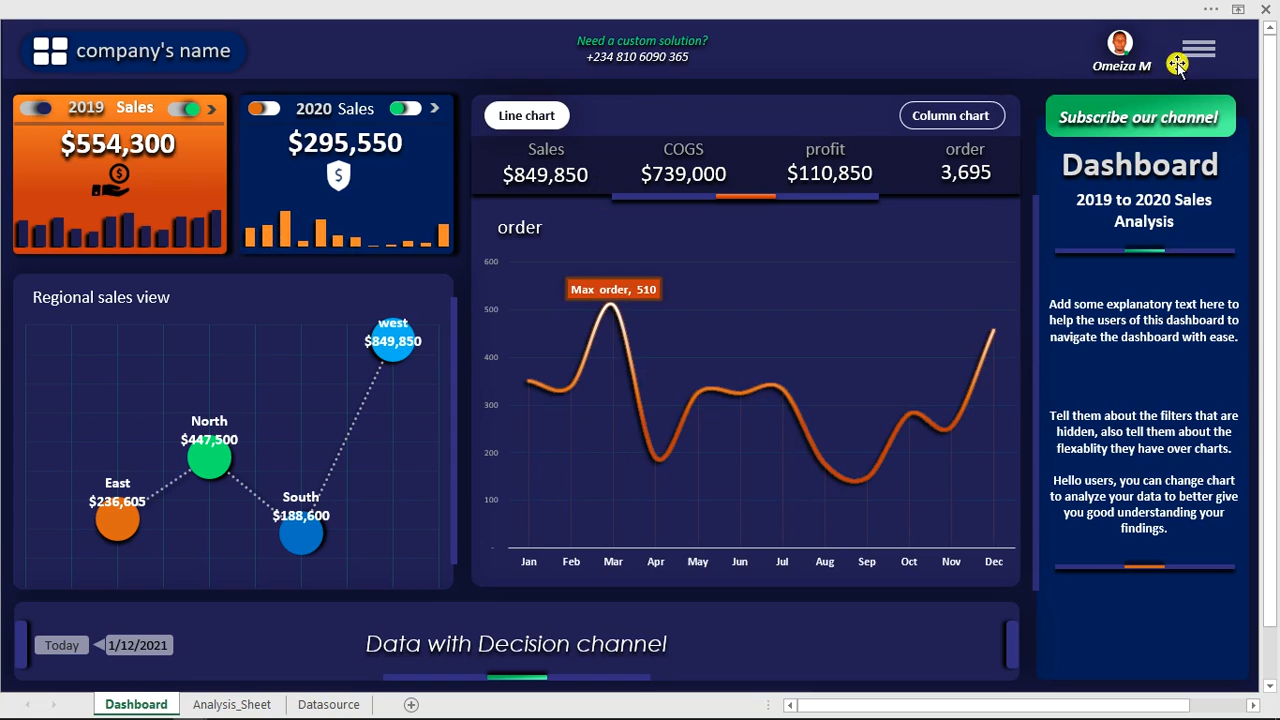 company's name
Need a custom solution?
+234 810 6090 365
Omeiza M
2019 Sales
$554,300
2020 Sales
$295,550
Line chart
Column chart
Sales
$849,850
COGS
$739,000
profit
$110,850
order
3,695
Regional sales view
west
$849,850
North
$447,500
East
$236,605
South
$188,600
order
Max order, 510
600
500
400
300
200
100
-
Jan Feb Mar Apr May Jun Jul Aug Sep Oct Nov Dec
Subscribe our channel
Dashboard
2019 to 2020 Sales
Analysis
Add some explanatory text here to
help the users of this dashboard to
navigate the dashboard with ease.
Tell them about the filters that are
hidden, also tell them about the
flexablity they have over charts.
Hello users, you can change chart
to analyze your data to better give
you good understanding your
findings.
Today
1/12/2021
Data with Decision channel
Dashboard
Analysis_Sheet
Datasource